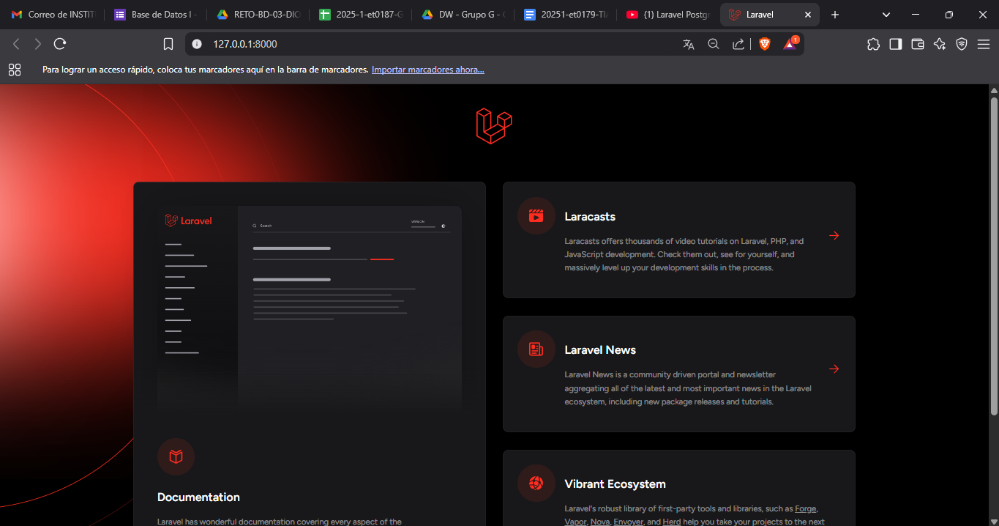 Correo de INSTIT
Base de Datos I -
RETO-BD-03-DIC
2025-1-et0187-G
DW - Grupo G -
20251-et0179-TI
(1) Laravel Postgr
Laravel
127.0.0.1:8000
1
Para lograr un acceso rápido, coloca tus marcadores aquí en la barra de marcadores. Importar marcadores ahora...
Laravel
Search
VERSION
Documentation
Laravel has wonderful documentation covering every aspect of the
Laracasts
Laracasts offers thousands of video tutorials on Laravel, PHP, and
JavaScript development. Check them out, see for yourself, and
massively level up your development skills in the process.
Laravel News
Laravel News is a community driven portal and newsletter
aggregating all of the latest and most important news in the Laravel
ecosystem, including new package releases and tutorials.
Vibrant Ecosystem
Laravel's robust library of first-party tools and libraries, such as Forge,
Vapor, Nova, Envoyer, and Herd help you take your projects to the next